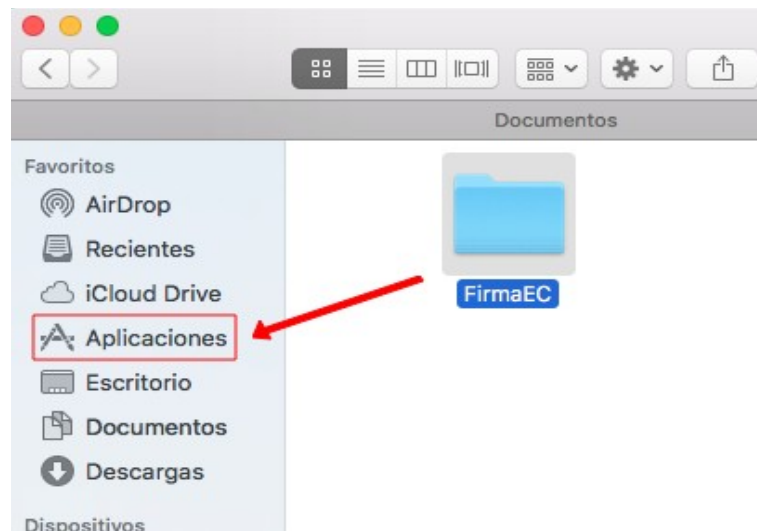 Documentos
Favoritos
AirDrop
Recientes
iCloud Drive
Aplicaciones
Escritorio
Documentos
Descargas
Dispositivos
FirmaEC